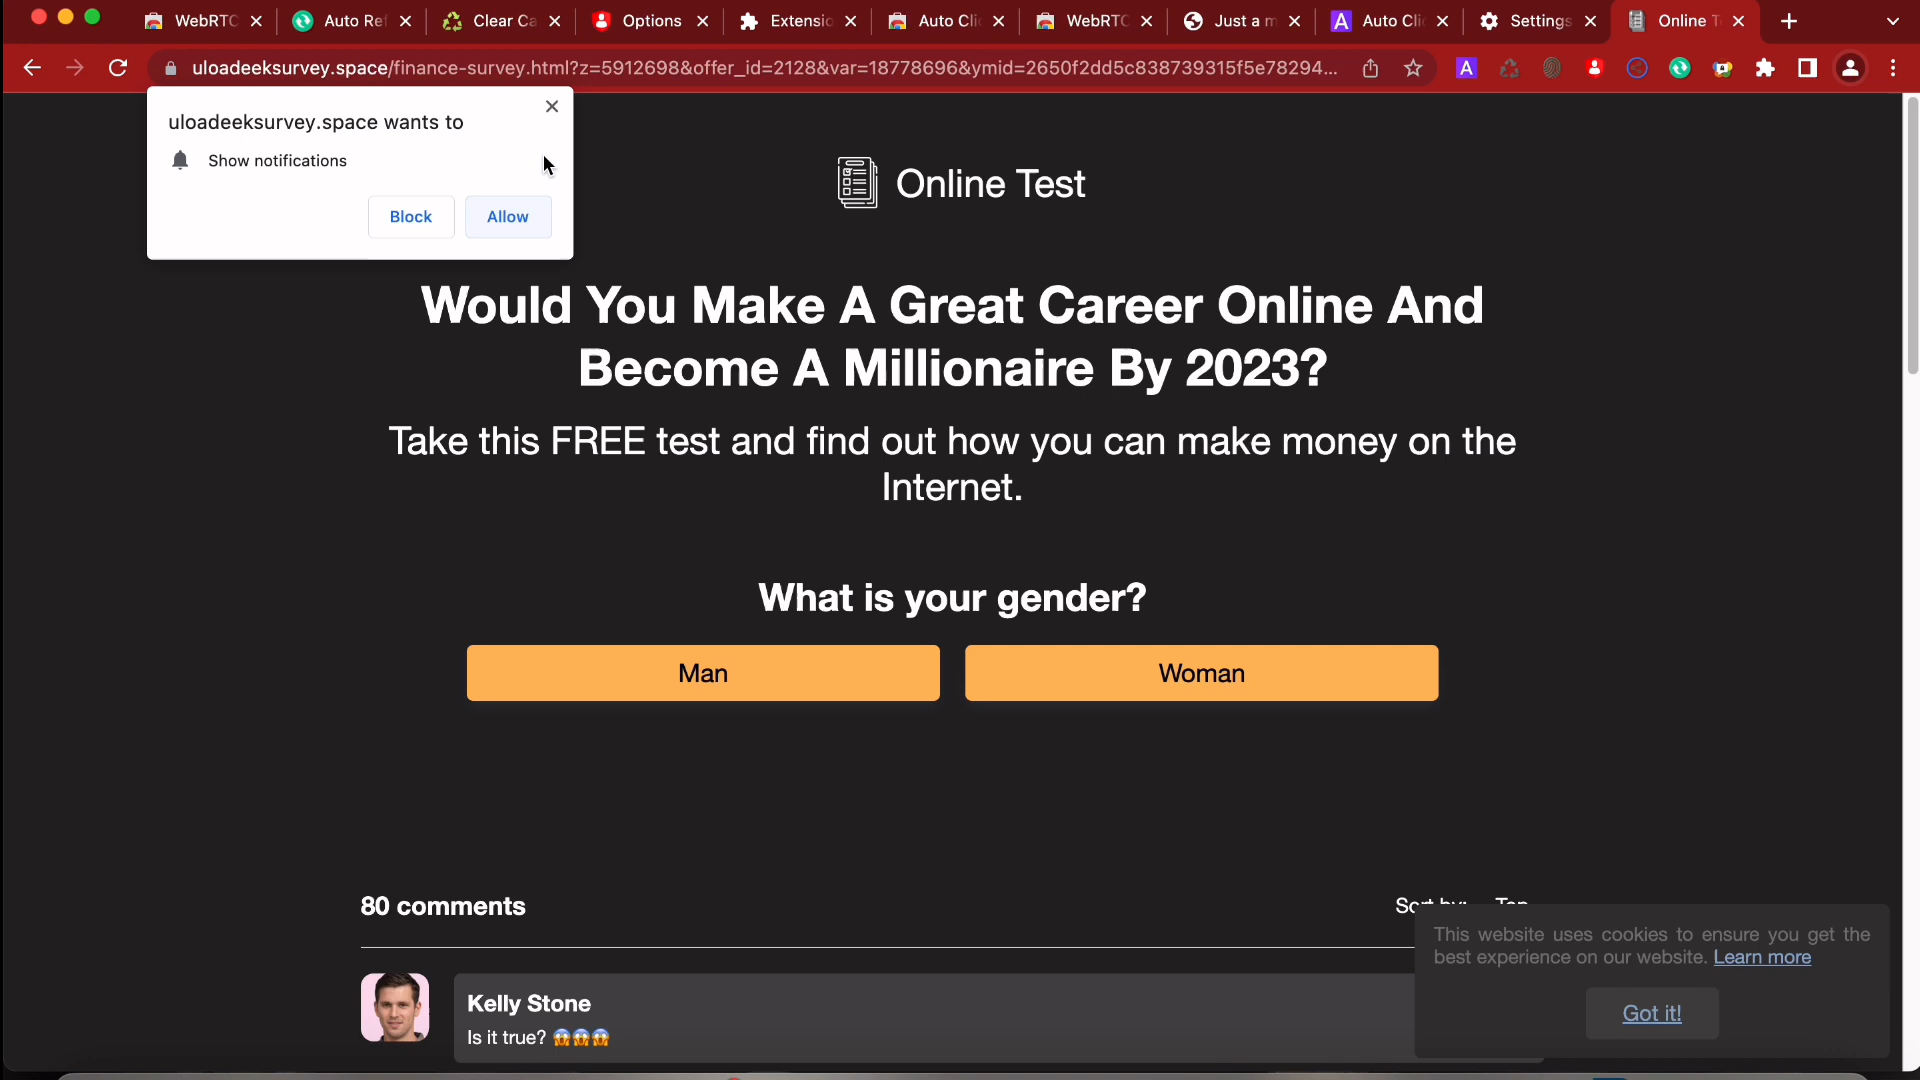 WebRTC
Auto Ref
Clear Ca
Options
Extensio
Auto Clic
WebRTC
Just a m
A
Auto Clic
Settings
Online T
uloadeeksurvey.space/finance-survey.html?z=5912698&offer_id=2128&var=18778696&ymid=2650f2dd5c838739315f5e78294...
A
uloadeeksurvey.space wants to
Show notifications
Block
Allow
Online Test
Would You Make A Great Career Online And
Become A Millionaire By 2023?
Take this FREE test and find out how you can make money on the
Internet.
What is your gender?
Man
Woman
80 comments
Sort by:
Top
Kelly Stone
Is it true? 😱😱😱
This website uses cookies to ensure you get the
best experience on our website. Learn more
Got it!